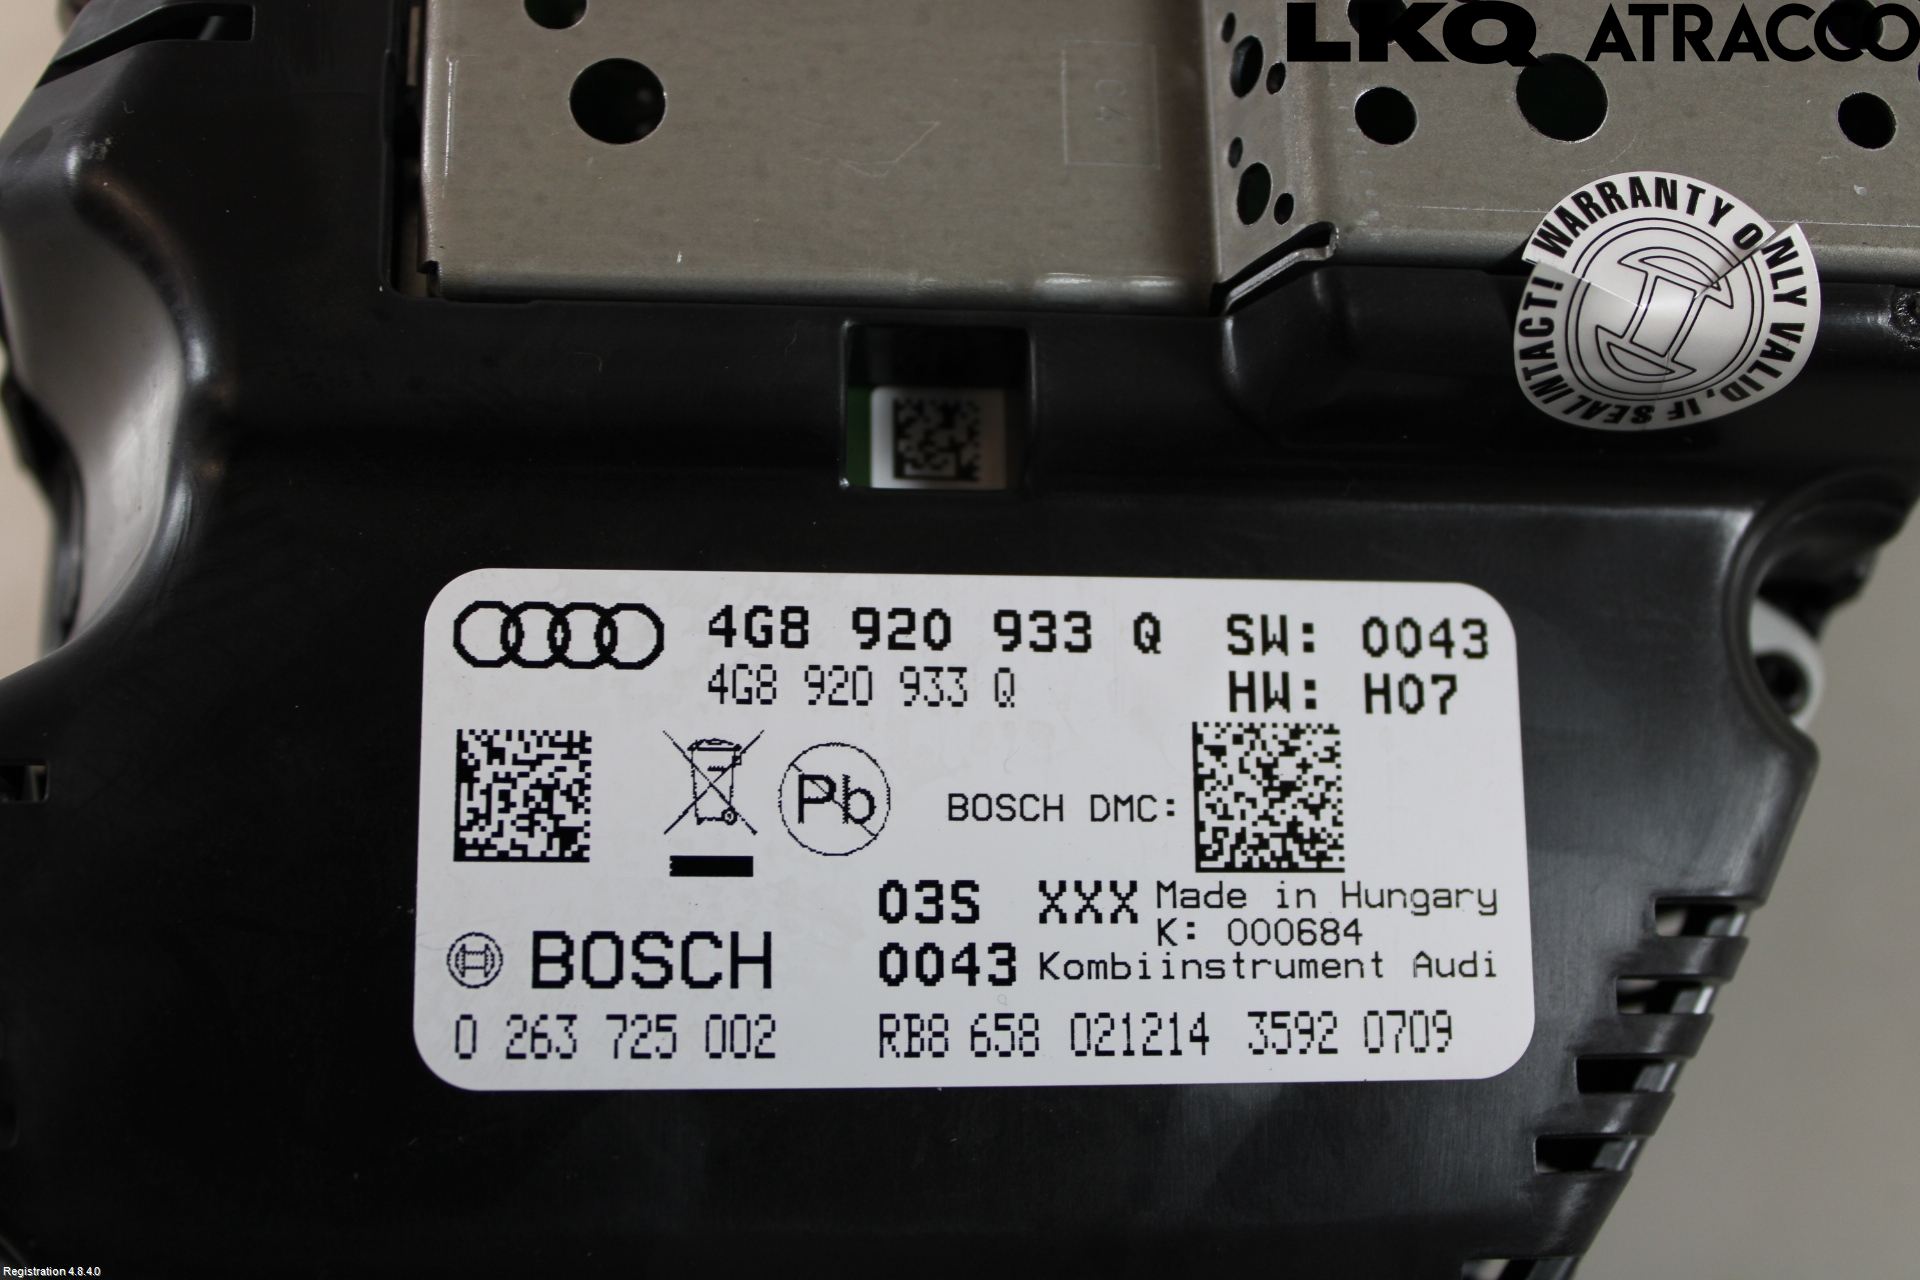 LKQ ATRACCO
WARRANTY ONLY VALID, IF SEAL INTACT!
4G8 920 933 Q SW: 0043
4G8 920 933 Q HW: H07
Pb
BOSCH DMC:
03S XXX Made in Hungary
K: 000684
BOSCH 0043 Kombiinstrument Audi
0 263 725 002 RB8 658 021214 3592 0709
Registration 4.8.4.0